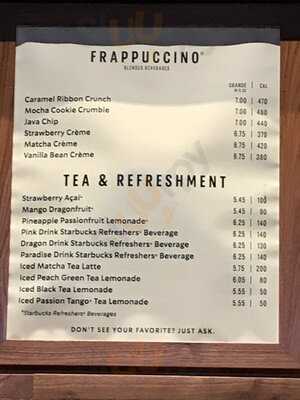 FRAPPUCCINO®
BLENDED BEVERAGES
GRANDE | CAL
16 fl oz
Caramel Ribbon Crunch 7.00 | 470
Mocha Cookie Crumble 7.00 | 480
Java Chip 7.00 | 440
Strawberry Crème 6.75 | 370
Matcha Crème 6.75 | 420
Vanilla Bean Crème 6.75 | 380
TEA & REFRESHMENT
Strawberry Açaí* 5.45 | 100
Mango Dragonfruit* 5.45 | 90
Pineapple Passionfruit Lemonade* 6.25 | 140
Pink Drink Starbucks Refreshers® Beverage 6.25 | 140
Dragon Drink Starbucks Refreshers® Beverage 6.25 | 130
Paradise Drink Starbucks Refreshers® Beverage 6.25 | 140
Iced Matcha Tea Latte 5.75 | 200
Iced Peach Green Tea Lemonade 6.05 | 80
Iced Black Tea Lemonade 5.55 | 50
Iced Passion Tango® Tea Lemonade 5.55 | 50
*Starbucks Refreshers® Beverages
DON'T SEE YOUR FAVORITE? JUST ASK.